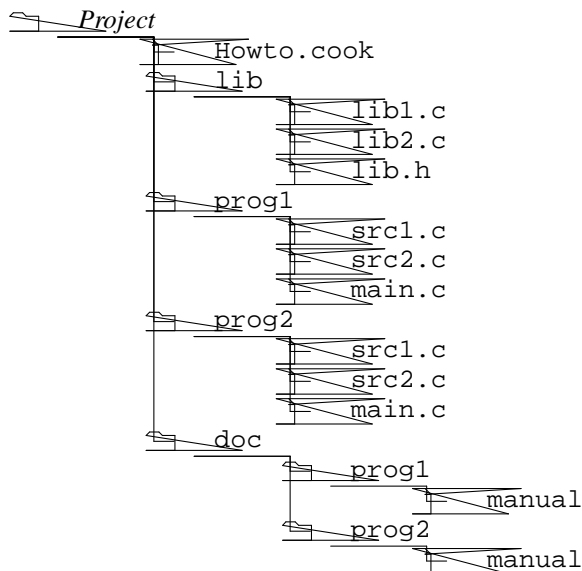 Project
Howto.cook
lib
lib1.c
lib2.c
lib.h
prog1
src1.c
src2.c
main.c
prog2
src1.c
src2.c
main.c
doc
prog1
manual
prog2
manual